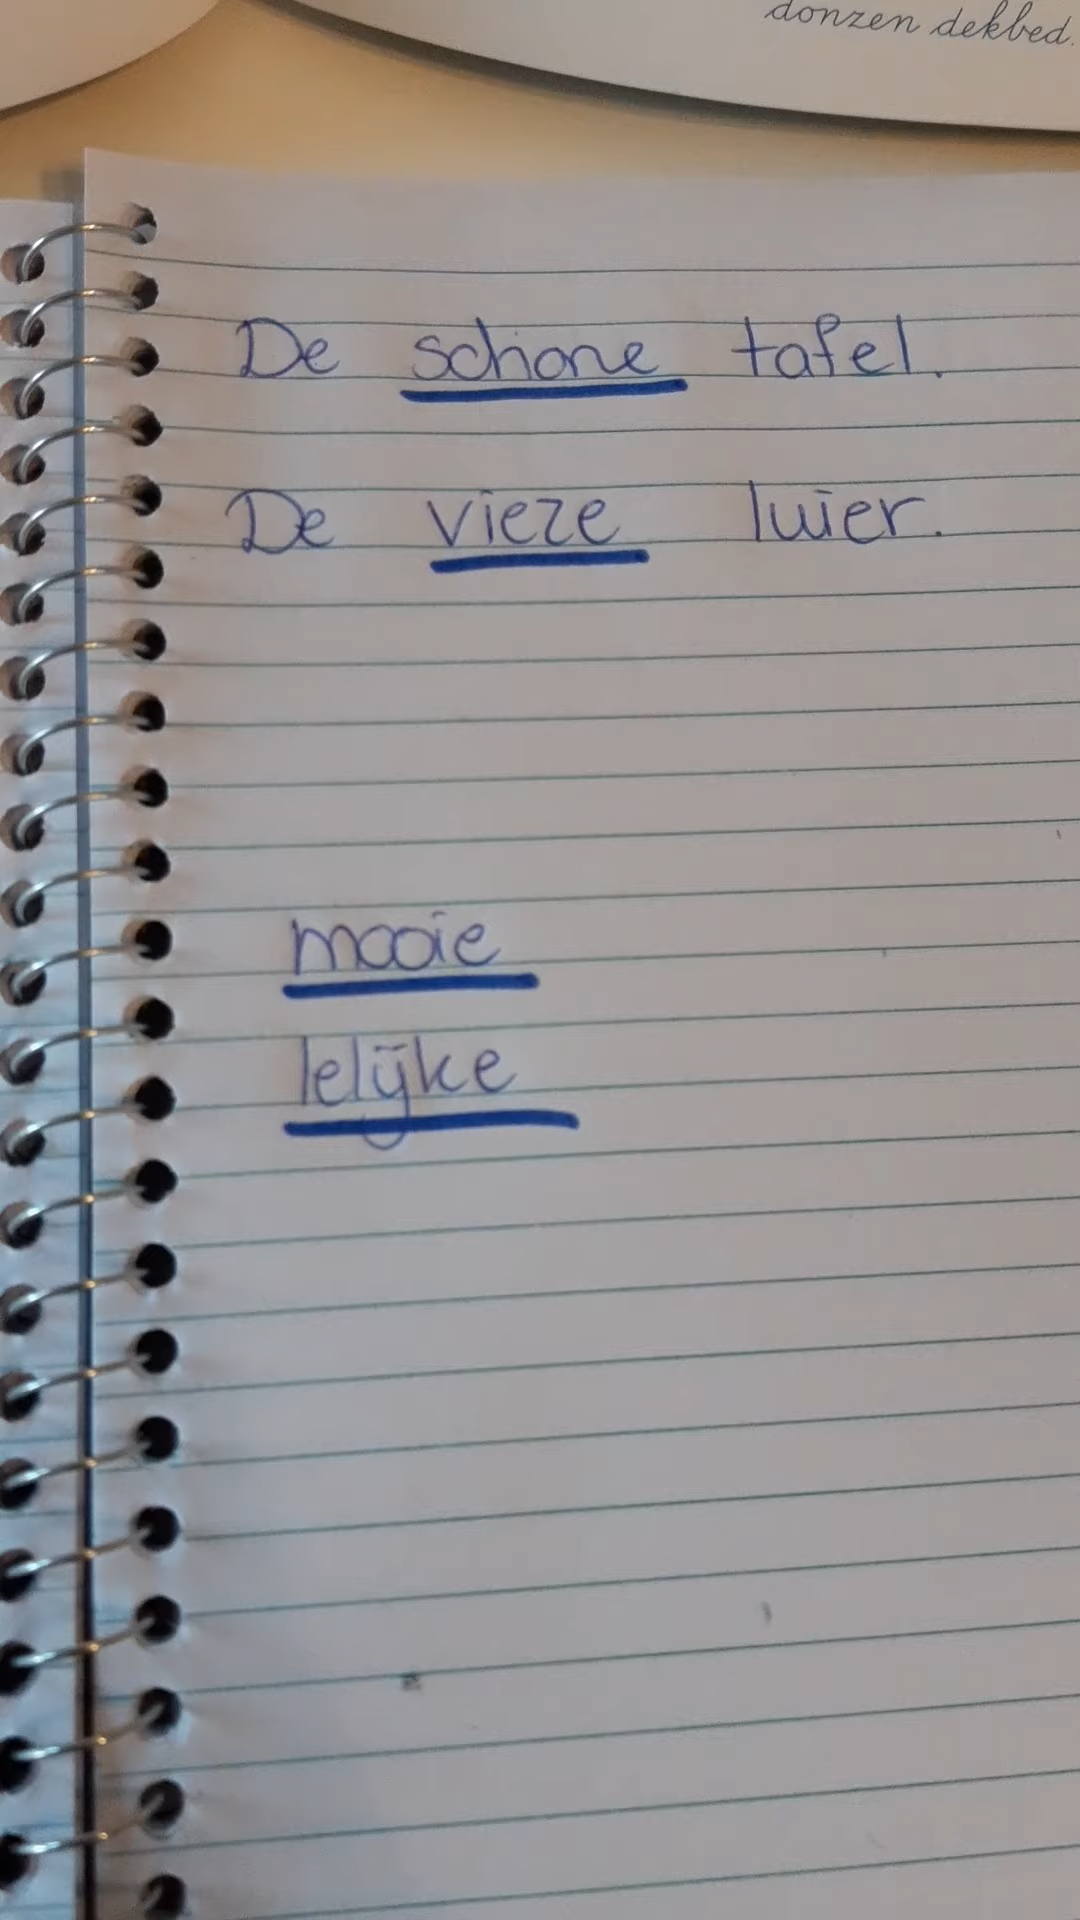 donzen dekbed.
De schone tafel.
De vieze luier.
mooie
lelijke